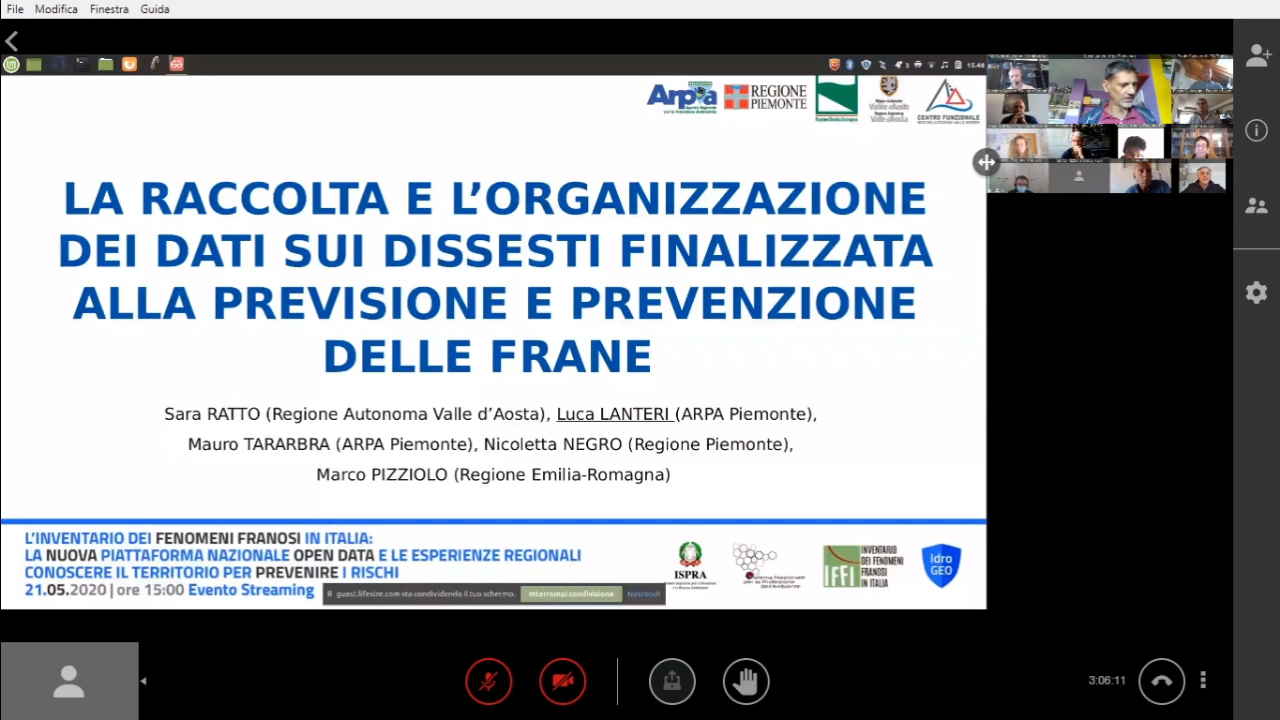 File Modifica Finestra Guida
15.48
Arpa
REGIONE
PIEMONTE
CENTRO FUNZIONALE
LA RACCOLTA E L’ORGANIZZAZIONE
DEI DATI SUI DISSESTI FINALIZZATA
ALLA PREVISIONE E PREVENZIONE
DELLE FRANE
Sara RATTO (Regione Autonoma Valle d’Aosta), Luca LANTERI (ARPA Piemonte),
Mauro TARARBRA (ARPA Piemonte), Nicoletta NEGRO (Regione Piemonte),
Marco PIZZIOLO (Regione Emilia-Romagna)
L’INVENTARIO DEI FENOMENI FRANOSI IN ITALIA:
LA NUOVA PIATTAFORMA NAZIONALE OPEN DATA E LE ESPERIENZE REGIONALI
CONOSCERE IL TERRITORIO PER PREVENIRE I RISCHI
21.05.2020 | ore 15:00 Evento Streaming
guest.lifesize.com sta condividendo il tuo schermo. Interrompi condivisione Nascondi
ISPRA
IFFI
INVENTARIO
DEI FENOMENI
FRANOSI
IN ITALIA
Idro
GEO
3:06:11